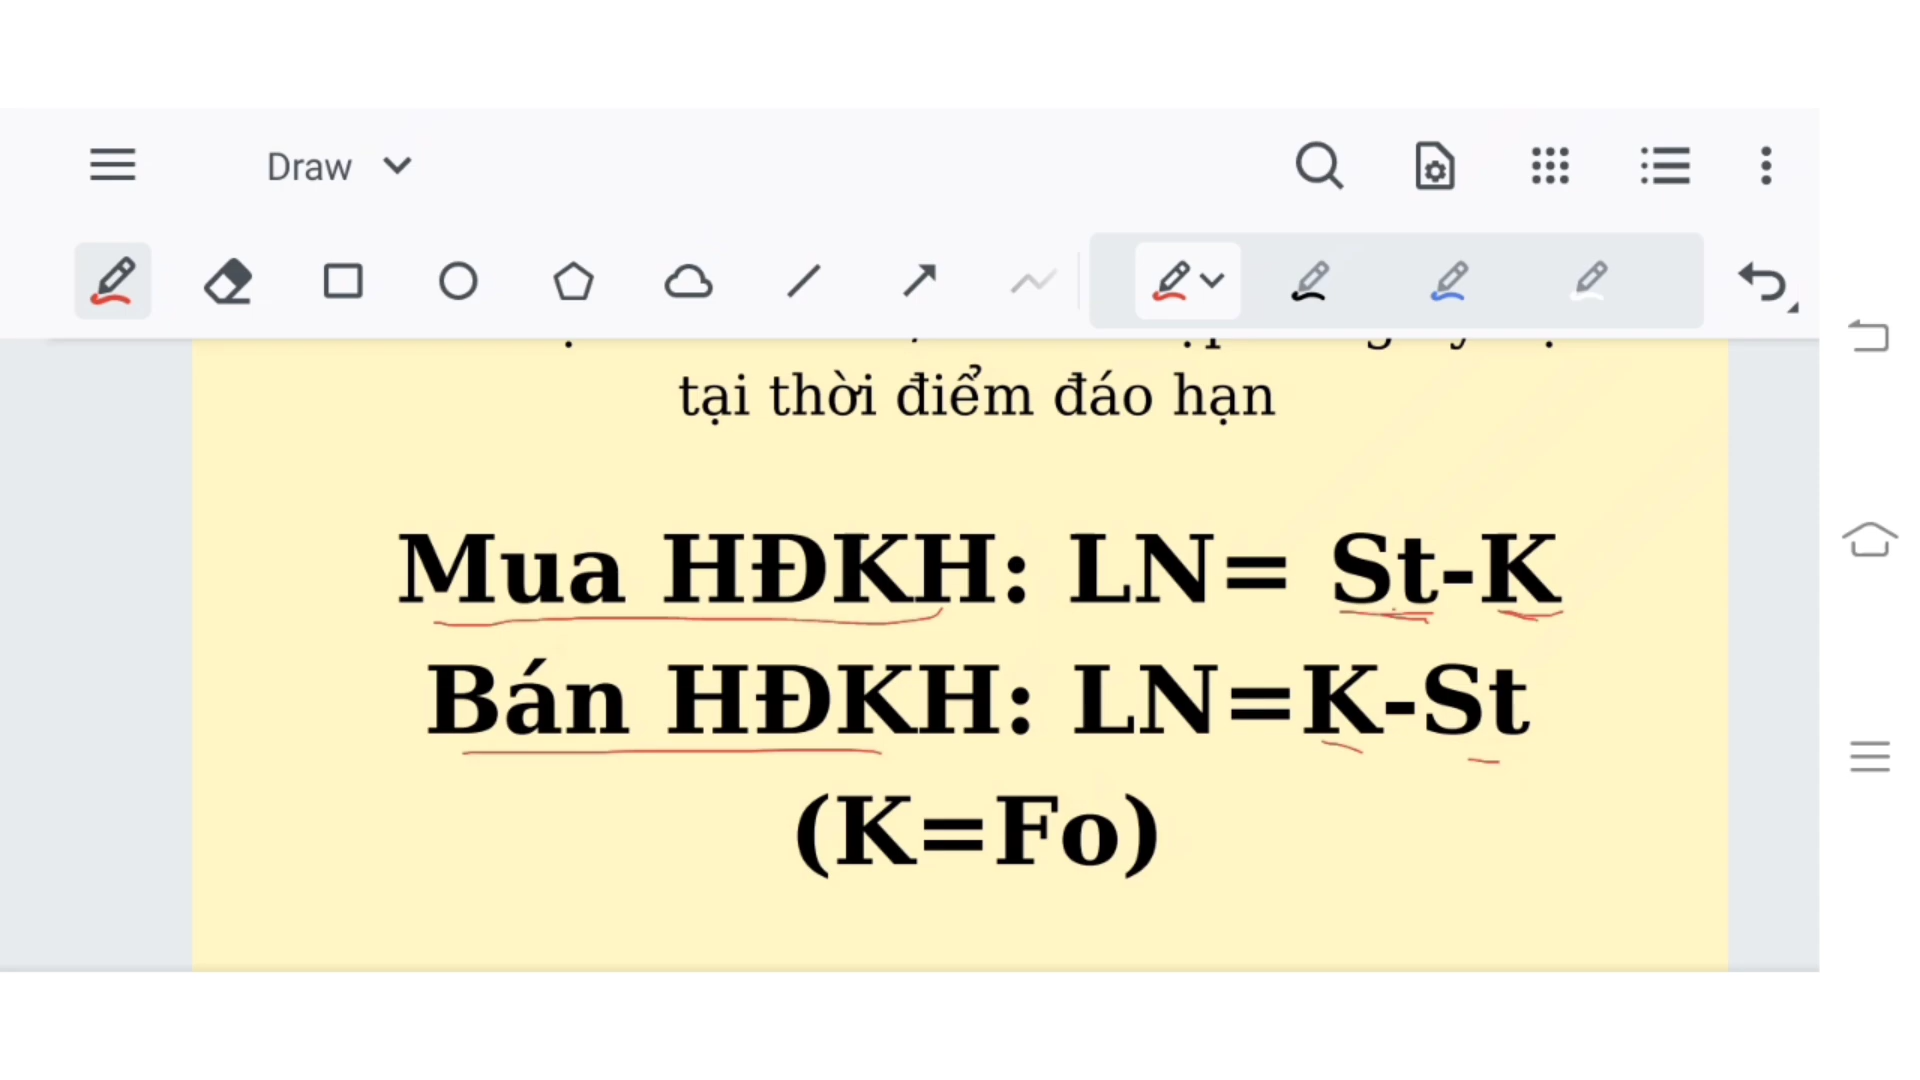 Draw
tại thời điểm đáo hạn
Mua HĐKH: LN= St-K
Bán HĐKH: LN=K-St
(K=Fo)